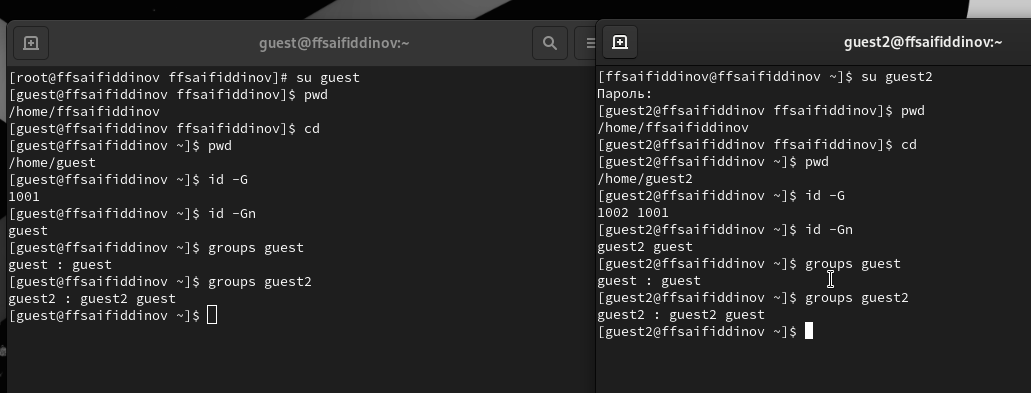 guest@ffsaifiddinov:~
[root@ffsaifiddinov ffsaifiddinov]# su guest
[guest@ffsaifiddinov ffsaifiddinov]$ pwd
/home/ffsaifiddinov
[guest@ffsaifiddinov ffsaifiddinov]$ cd
[guest@ffsaifiddinov ~]$ pwd
/home/guest
[guest@ffsaifiddinov ~]$ id -G
1001
[guest@ffsaifiddinov ~]$ id -Gn
guest
[guest@ffsaifiddinov ~]$ groups guest
guest : guest
[guest@ffsaifiddinov ~]$ groups guest2
guest2 : guest2 guest
[guest@ffsaifiddinov ~]$
guest2@ffsaifiddinov:~
[ffsaifiddinov@ffsaifiddinov ~]$ su guest2
Пароль:
[guest2@ffsaifiddinov ffsaifiddinov]$ pwd
/home/ffsaifiddinov
[guest2@ffsaifiddinov ffsaifiddinov]$ cd
[guest2@ffsaifiddinov ~]$ pwd
/home/guest2
[guest2@ffsaifiddinov ~]$ id -G
1002 1001
[guest2@ffsaifiddinov ~]$ id -Gn
guest2 guest
[guest2@ffsaifiddinov ~]$ groups guest
guest : guest
[guest2@ffsaifiddinov ~]$ groups guest2
guest2 : guest2 guest
[guest2@ffsaifiddinov ~]$